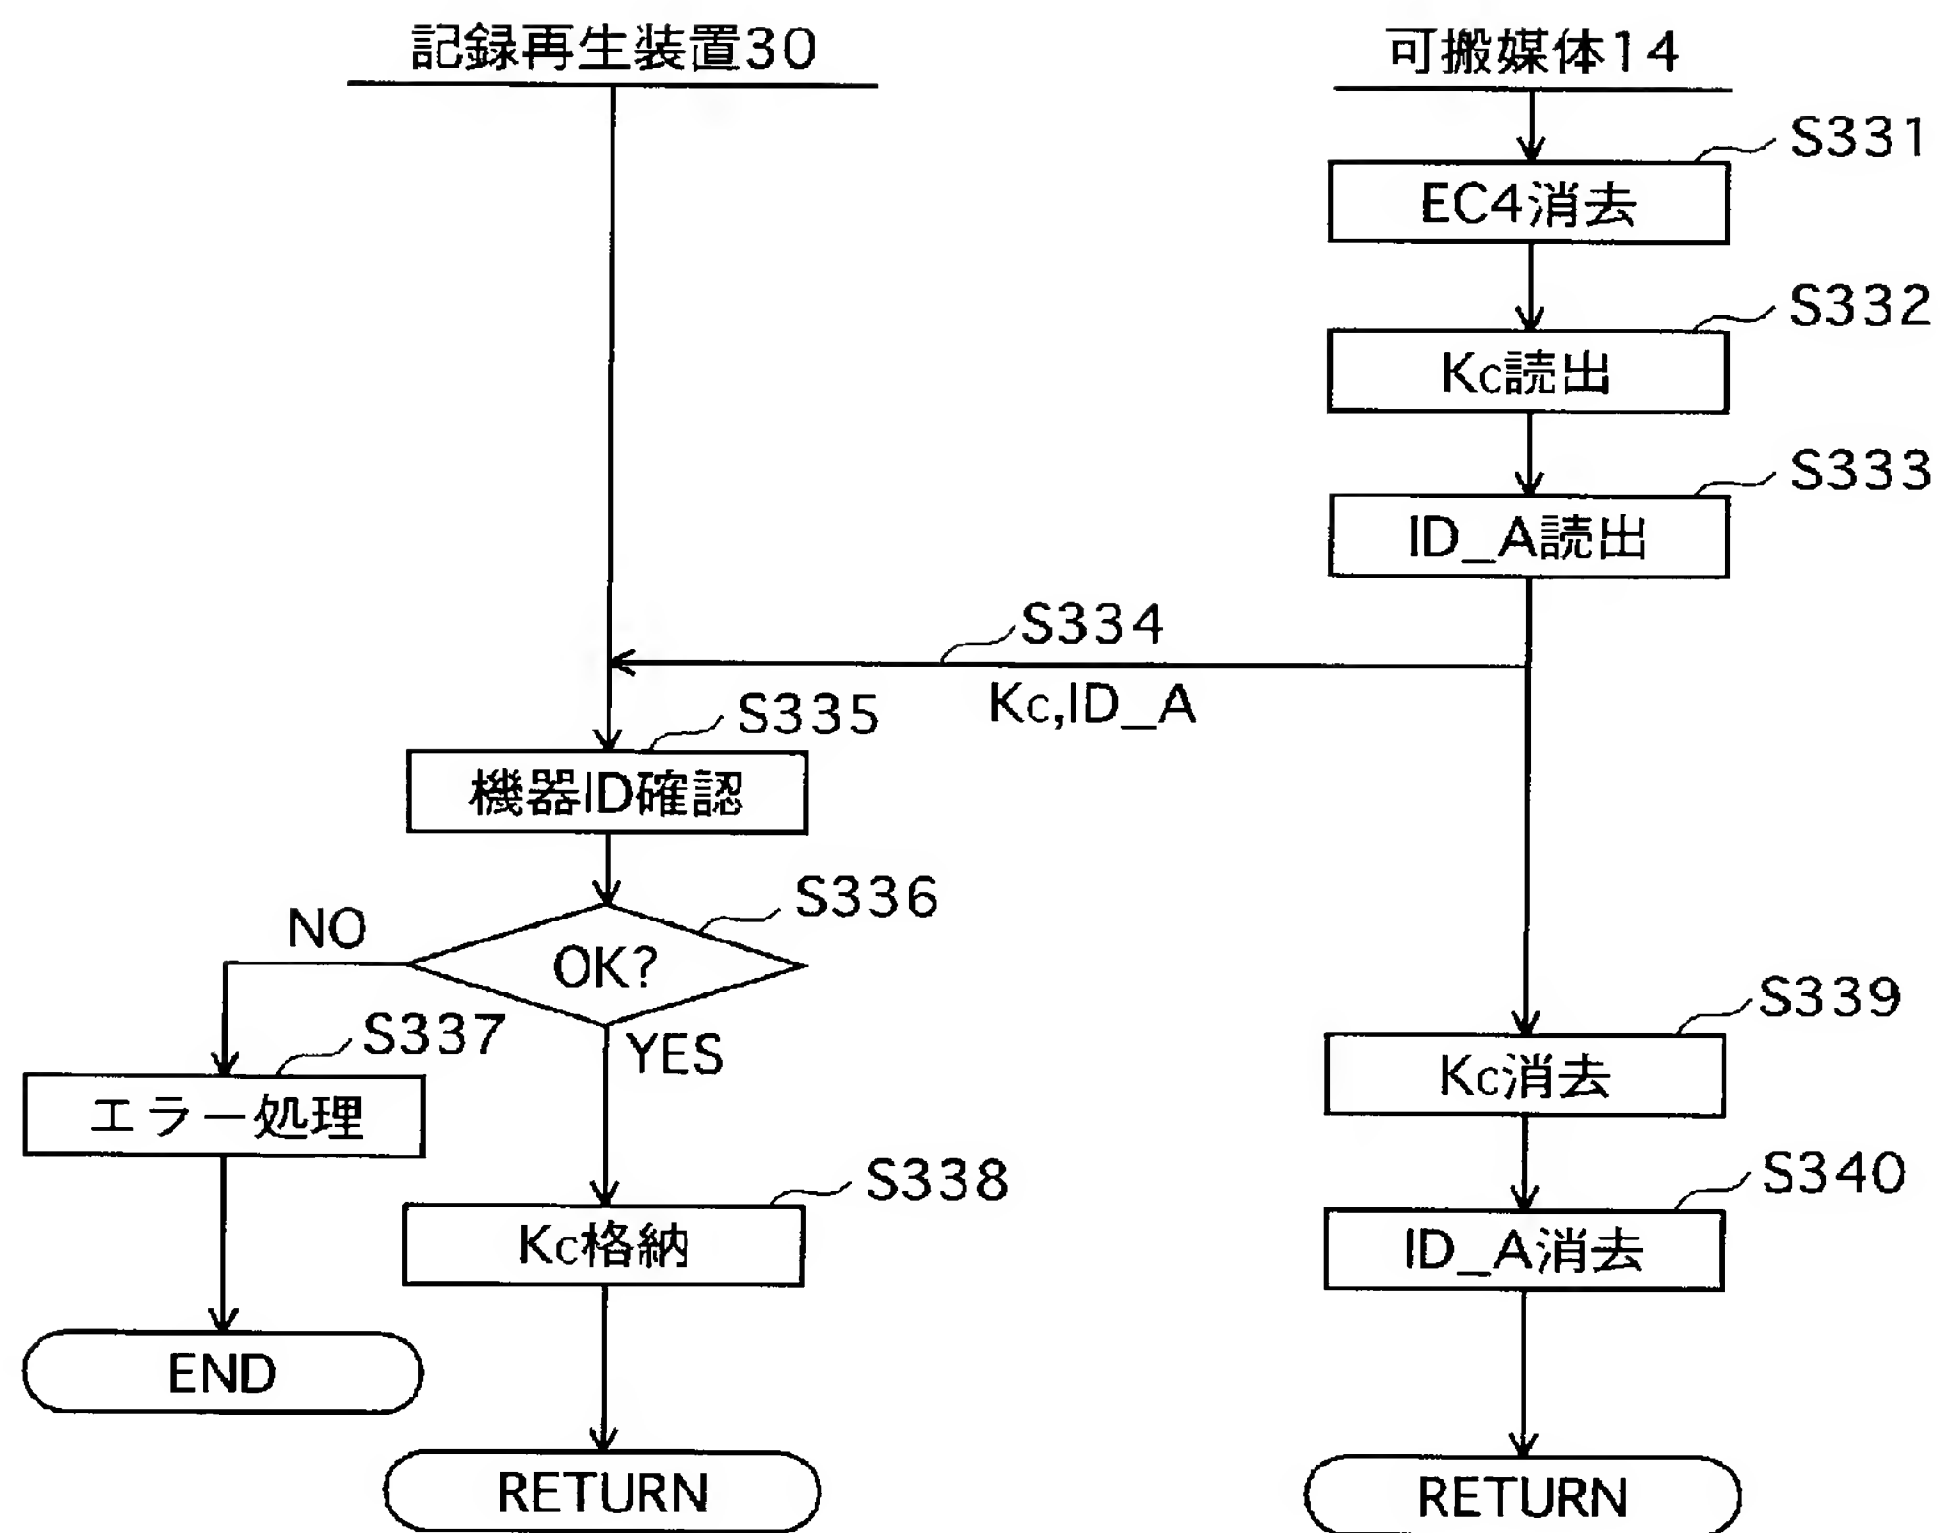 記録再生装置30
可搬媒体14
S331
EC4消去
S332
Kc読出
S333
ID_A読出
S334
Kc,ID_A
S335
機器ID確認
S336
NO
OK?
S337
YES
エラー処理
S338
Kc格納
S339
Kc消去
S340
ID_A消去
END
RETURN
RETURN